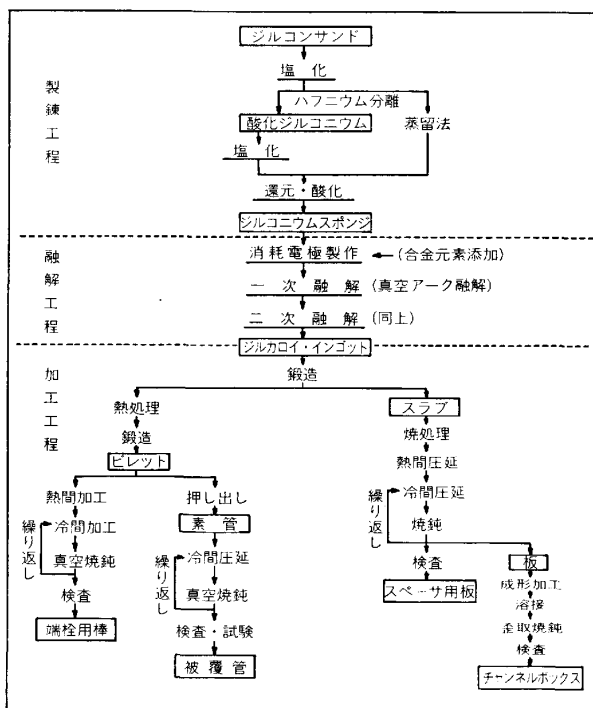 製錬工程
ジルコンサンド
塩化
ハフニウム分離
酸化ジルコニウム
蒸留法
塩化
還元・酸化
ジルコニウムスポンジ
融解工程
消耗電極製作
(合金元素添加)
一次融解 (真空アーク融解)
二次融解 (同上)
ジルカロイ・インゴット
加工工程
鍛造
熱処理
鍛造
ビレット
熱間加工
冷間加工
真空焼鈍
繰り返し
検査
端栓用棒
押し出し
素管
冷間圧延
真空焼鈍
繰り返し
検査・試験
被覆管
スラブ
焼処理
熱間圧延
冷間圧延
焼鈍
繰り返し
検査
スペーサ用板
板
成形加工
溶接
歪取焼鈍
検査
チャンネルボックス